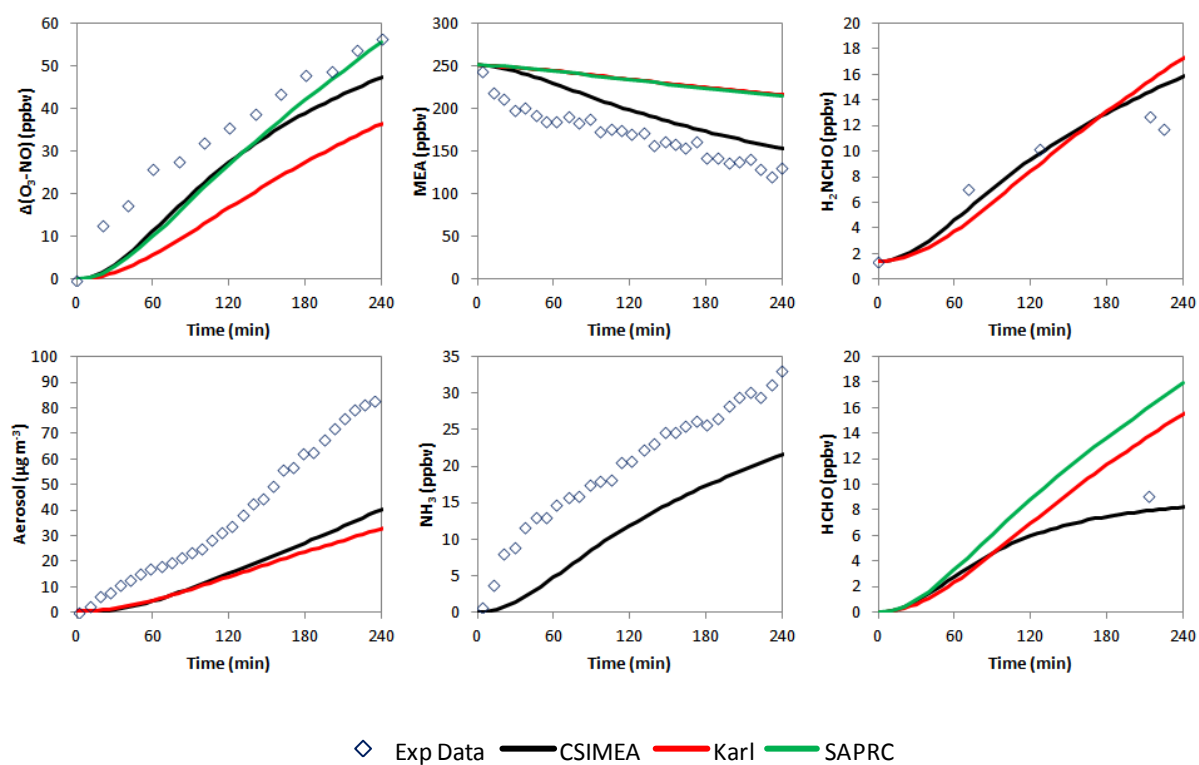 60
50
40
30
20
10
0
Δ(O₃-NO) (ppbv)
0 60 120 180 240
Time (min)
300
250
200
150
100
50
0
MEA (ppbv)
0 60 120 180 240
Time (min)
20
18
16
14
12
10
8
6
4
2
0
H₂NCHO (ppbv)
0 60 120 180 240
Time (min)
100
90
80
70
60
50
40
30
20
10
0
Aerosol (µg m⁻³)
0 60 120 180 240
Time (min)
35
30
25
20
15
10
5
0
NH₃ (ppbv)
0 60 120 180 240
Time (min)
20
18
16
14
12
10
8
6
4
2
0
HCHO (ppbv)
0 60 120 180 240
Time (min)
Exp Data CSIMEA Karl SAPRC